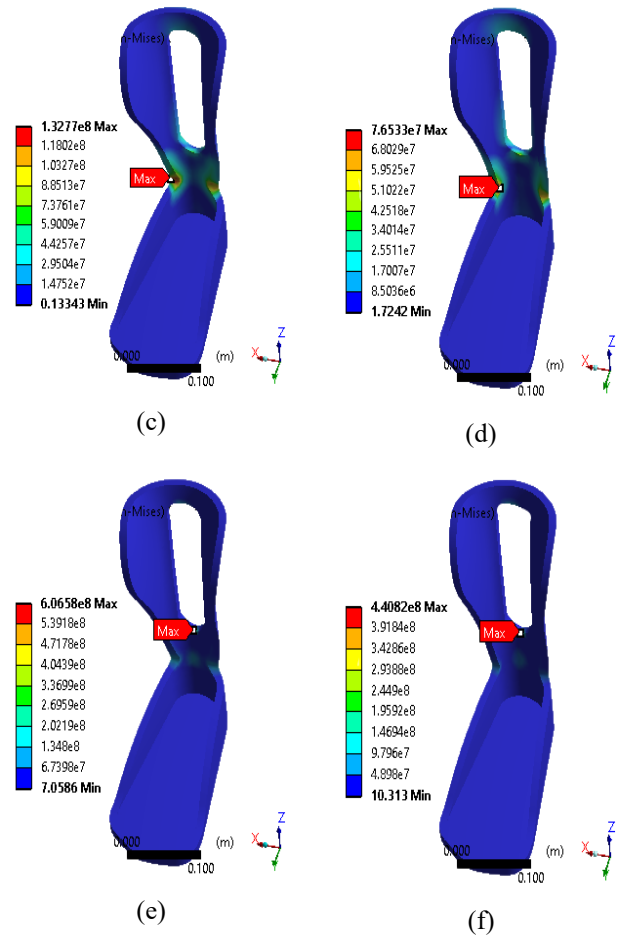 n-Mises)
1.3277e8 Max
1.1802e8
1.0327e8
8.8513e7
7.3761e7
5.9009e7
4.4257e7
2.9504e7
1.4752e7
0.13343 Min
Max
0.000
(m)
0.100
X
Z
(c)
n-Mises)
7.6533e7 Max
6.8029e7
5.9525e7
5.1022e7
4.2518e7
3.4014e7
2.5511e7
1.7007e7
8.5036e6
1.7242 Min
Max
0.000
(m)
0.100
X
Z
(d)
n-Mises)
6.0658e8 Max
5.3918e8
4.7178e8
4.0439e8
3.3699e8
2.6959e8
2.0219e8
1.348e8
6.7398e7
7.0586 Min
Max
0.000
(m)
0.100
X
Z
(e)
n-Mises)
4.4082e8 Max
3.9184e8
3.4286e8
2.9388e8
2.449e8
1.9592e8
1.4694e8
9.796e7
4.898e7
10.313 Min
Max
0.000
(m)
0.100
X
Z
(f)